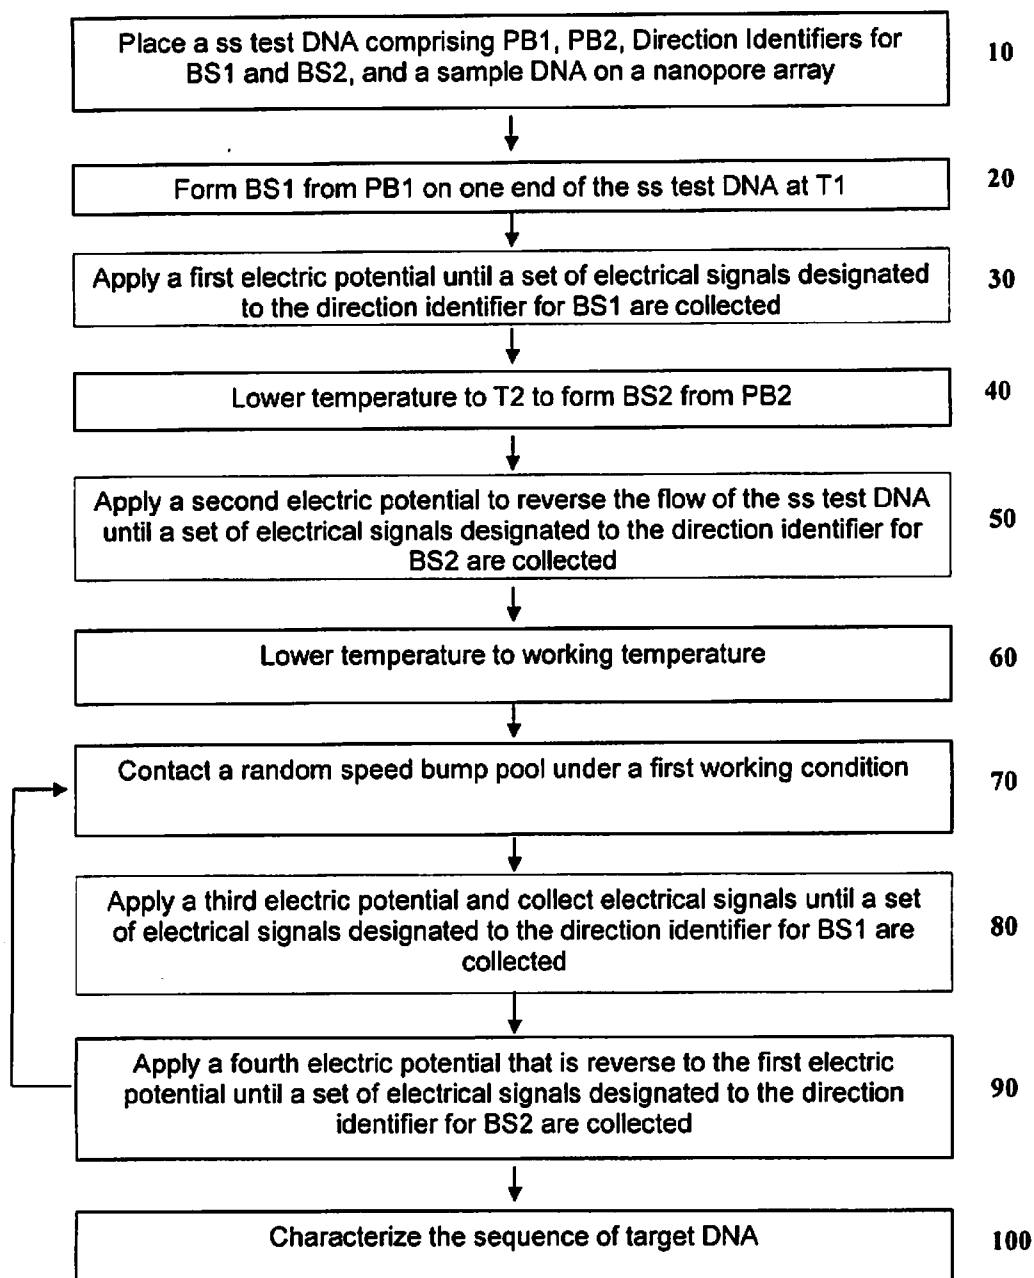 Place a ss test DNA comprising PB1, PB2, Direction Identifiers for
BS1 and BS2, and a sample DNA on a nanopore array
10
Form BS1 from PB1 on one end of the ss test DNA at T1
20
Apply a first electric potential until a set of electrical signals designated
to the direction identifier for BS1 are collected
30
Lower temperature to T2 to form BS2 from PB2
40
Apply a second electric potential to reverse the flow of the ss test DNA
until a set of electrical signals designated to the direction identifier for
BS2 are collected
50
Lower temperature to working temperature
60
Contact a random speed bump pool under a first working condition
70
Apply a third electric potential and collect electrical signals until a set
of electrical signals designated to the direction identifier for BS1 are
collected
80
Apply a fourth electric potential that is reverse to the first electric
potential until a set of electrical signals designated to the direction
identifier for BS2 are collected
90
Characterize the sequence of target DNA
100